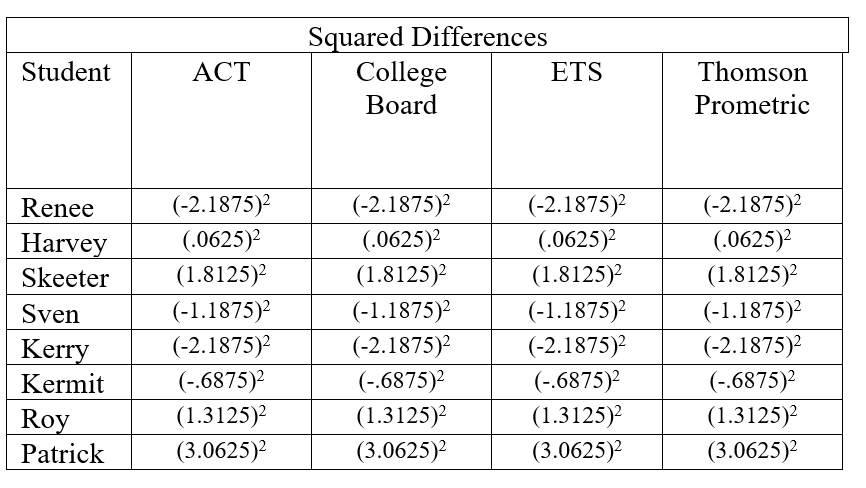 Squared Differences
Student ACT College Board ETS Thomson Prometric
Renee (-2.1875)² (-2.1875)² (-2.1875)² (-2.1875)²
Harvey (.0625)² (.0625)² (.0625)² (.0625)²
Skeeter (1.8125)² (1.8125)² (1.8125)² (1.8125)²
Sven (-1.1875)² (-1.1875)² (-1.1875)² (-1.1875)²
Kerry (-2.1875)² (-2.1875)² (-2.1875)² (-2.1875)²
Kermit (-.6875)² (-.6875)² (-.6875)² (-.6875)²
Roy (1.3125)² (1.3125)² (1.3125)² (1.3125)²
Patrick (3.0625)² (3.0625)² (3.0625)² (3.0625)²